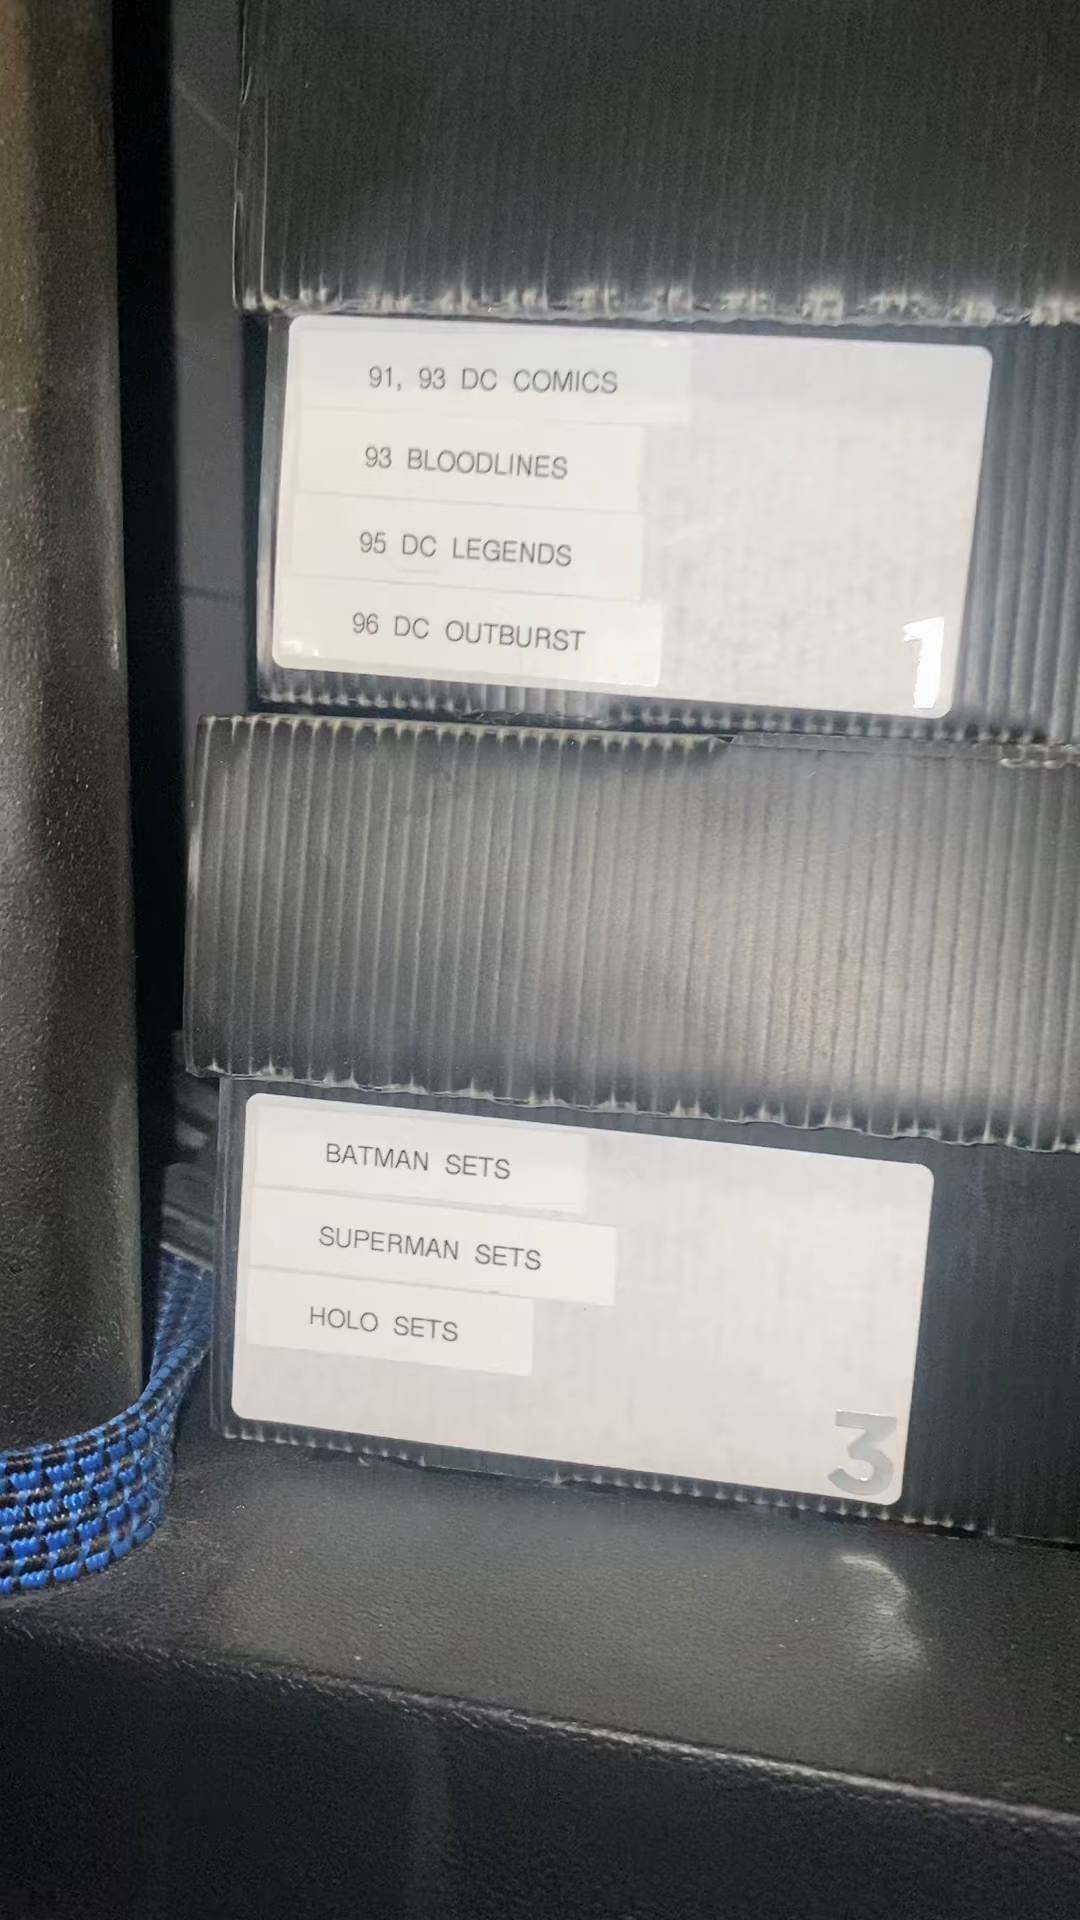 91, 93 DC COMICS
93 BLOODLINES
95 DC LEGENDS
96 DC OUTBURST
1
BATMAN SETS
SUPERMAN SETS
HOLO SETS
3